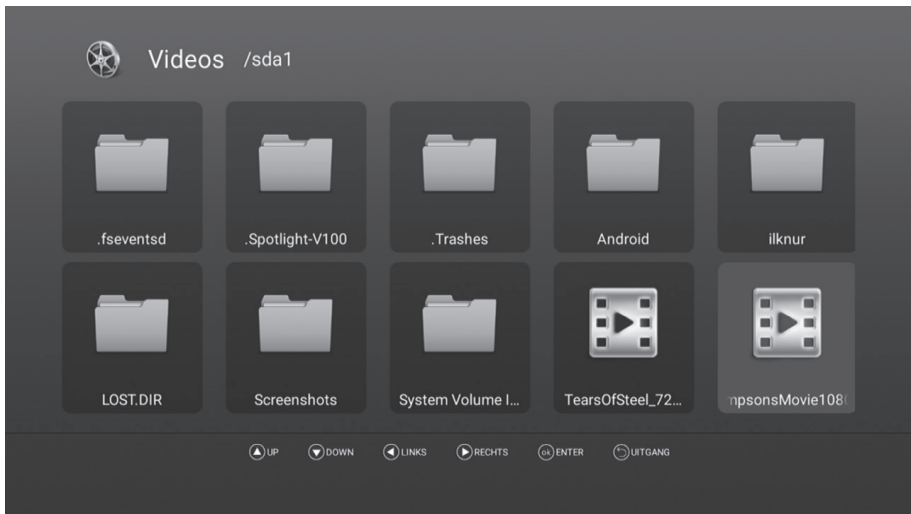 Videos /sda1
.fseventsd .Spotlight-V100 .Trashes Android ilknur
LOST.DIR Screenshots System Volume I... TearsOfSteel_72... mpsonsMovie108
UP DOWN LINKS RECHTS ok ENTER UITGANG